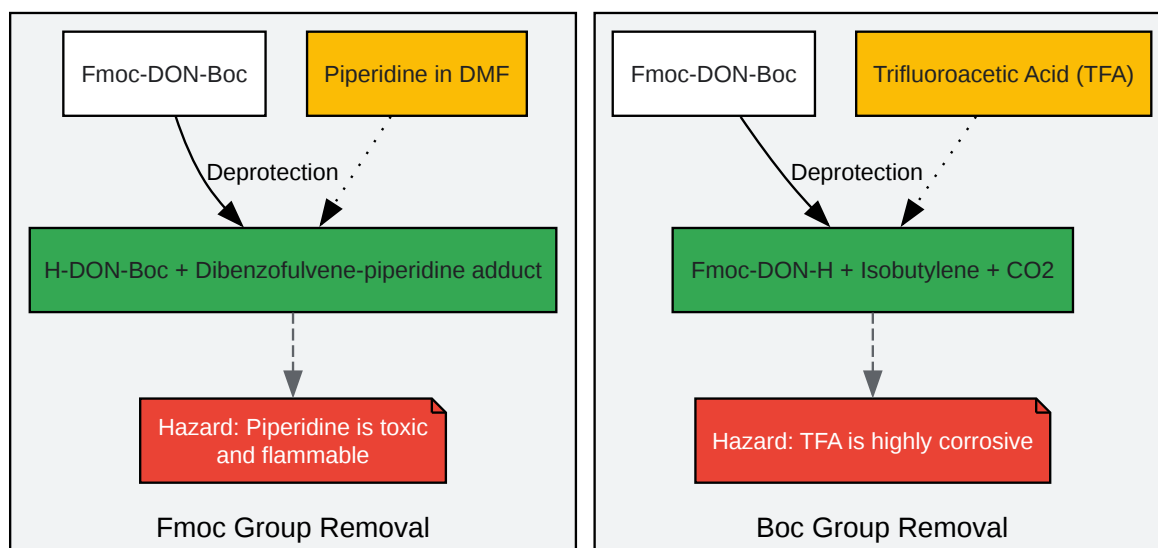 Fmoc-DON-Boc
Piperidine in DMF
Deprotection
H-DON-Boc + Dibenzofulvene-piperidine adduct
Hazard: Piperidine is toxic
and flammable
Fmoc Group Removal
Fmoc-DON-Boc
Trifluoroacetic Acid (TFA)
Deprotection
Fmoc-DON-H + Isobutylene + CO2
Hazard: TFA is highly corrosive
Boc Group Removal